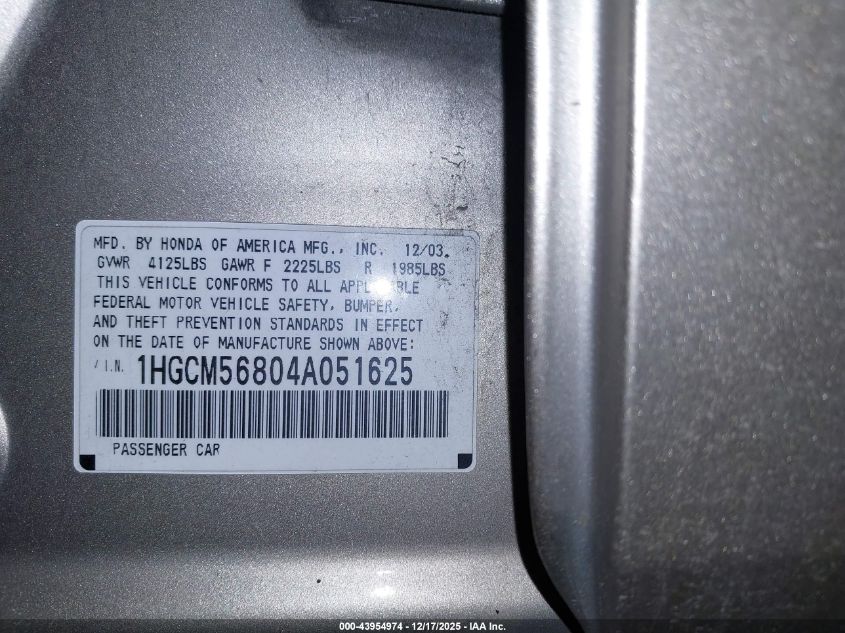 MFD. BY HONDA OF AMERICA MFG., INC. 12/03.
GVWR 4125LBS GAWR F 2225LBS R 1985LBS
THIS VEHICLE CONFORMS TO ALL APPLICABLE
FEDERAL MOTOR VEHICLE SAFETY, BUMPER,
AND THEFT PREVENTION STANDARDS IN EFFECT
ON THE DATE OF MANUFACTURE SHOWN ABOVE:
V.I.N. 1HGCM56804A051625
PASSENGER CAR
000-43954974 - 12/17/2025 - IAA Inc.